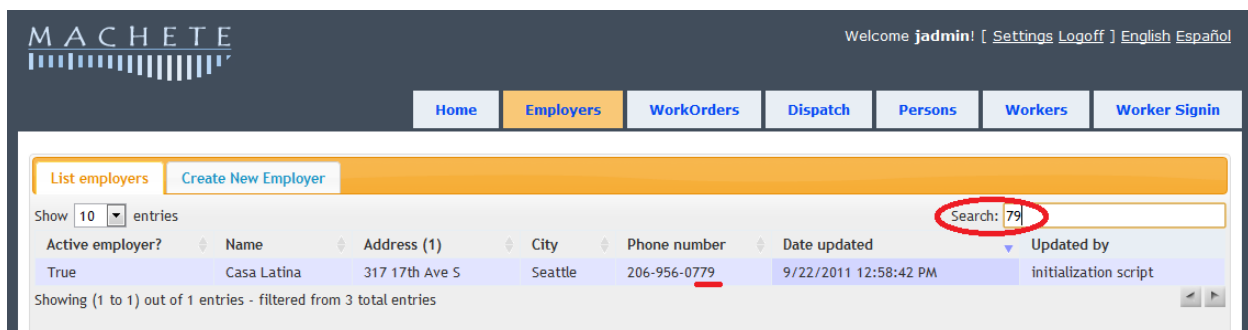 MACHETE
Welcome jadmin! [ Settings Logoff ] English Español
Home Employers WorkOrders Dispatch Persons Workers Worker Signin
List employers Create New Employer
Show 10 entries Search: 79
Active employer? Name Address (1) City Phone number Date updated Updated by
True Casa Latina 317 17th Ave S Seattle 206-956-0779 9/22/2011 12:58:42 PM initialization script
Showing (1 to 1) out of 1 entries - filtered from 3 total entries